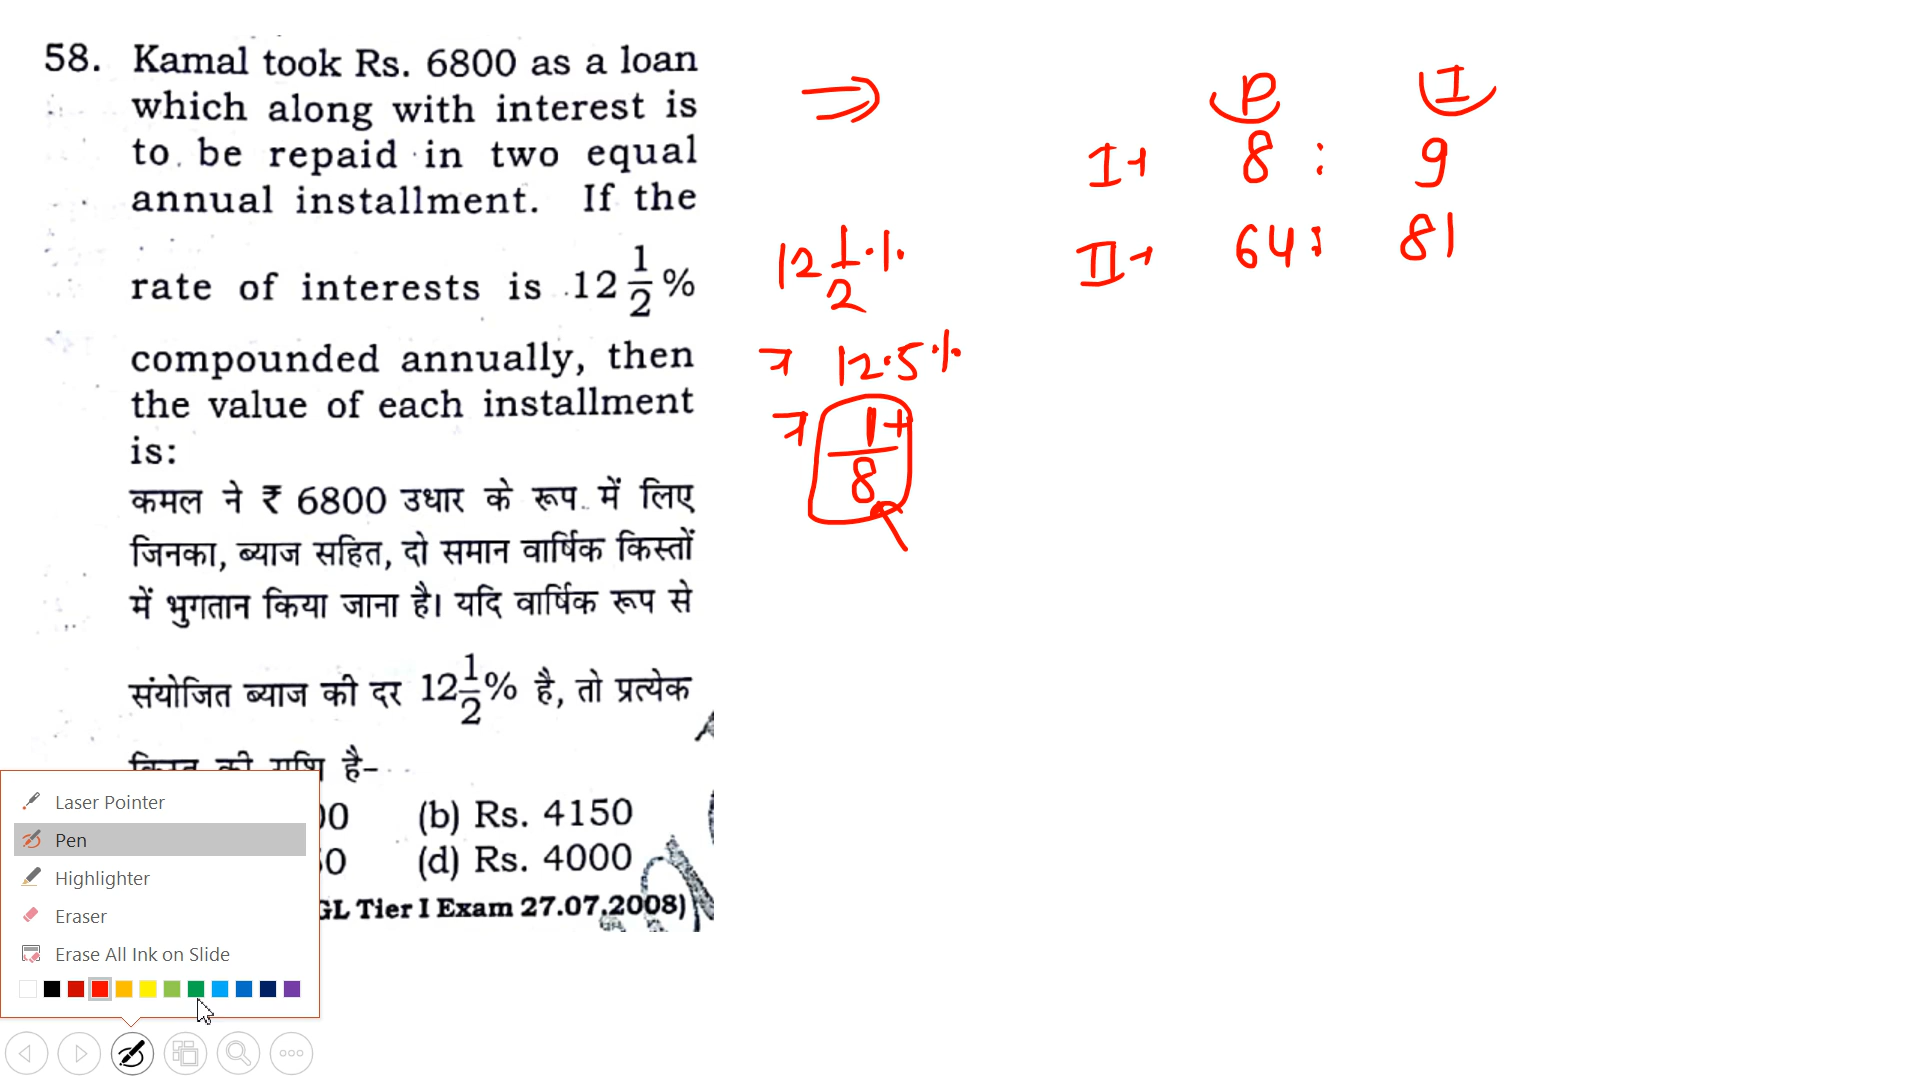 58. Kamal took Rs. 6800 as a loan
which along with interest is
to be repaid in two equal
annual installment. If the
rate of interests is 12 1/2 %
compounded annually, then
the value of each installment
is:
कमल ने ₹ 6800 उधार के रूप में लिए
जिनका, ब्याज सहित, दो समान वार्षिक किस्तों
में भुगतान किया जाना है। यदि वार्षिक रूप से
संयोजित ब्याज की दर 12 1/2 % है, तो प्रत्येक
किस्त की राशि है-
00 (b) Rs. 4150
50 (d) Rs. 4000
GL Tier I Exam 27.07.2008)
⇒ P I
I → 8 : 9
II → 64 : 81
12 1/2 %
→ 12.5%
→ 1+/8
Laser Pointer
Pen
Highlighter
Eraser
Erase All Ink on Slide